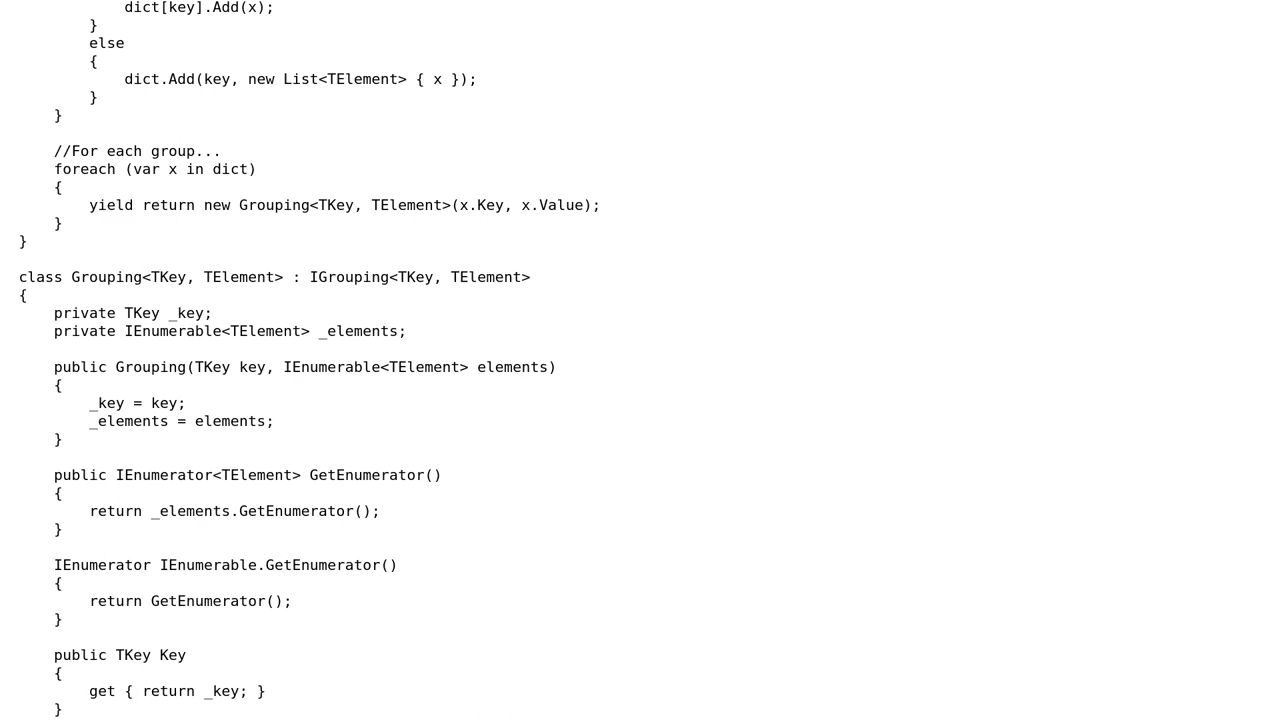 dict[key].Add(x);
        }
        else
        {
            dict.Add(key, new List<TElement> { x });
        }
    }

    //For each group...
    foreach (var x in dict)
    {
        yield return new Grouping<TKey, TElement>(x.Key, x.Value);
    }
}

class Grouping<TKey, TElement> : IGrouping<TKey, TElement>
{
    private TKey _key;
    private IEnumerable<TElement> _elements;

    public Grouping(TKey key, IEnumerable<TElement> elements)
    {
        _key = key;
        _elements = elements;
    }

    public IEnumerator<TElement> GetEnumerator()
    {
        return _elements.GetEnumerator();
    }

    IEnumerator IEnumerable.GetEnumerator()
    {
        return GetEnumerator();
    }

    public TKey Key
    {
        get { return _key; }
    }